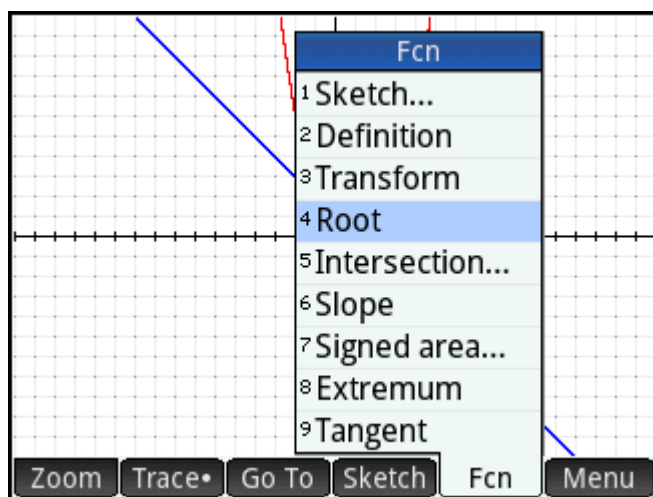 Fcn
1 Sketch...
2 Definition
3 Transform
4 Root
5 Intersection...
6 Slope
7 Signed area...
8 Extremum
9 Tangent
Zoom Trace• Go To Sketch Fcn Menu